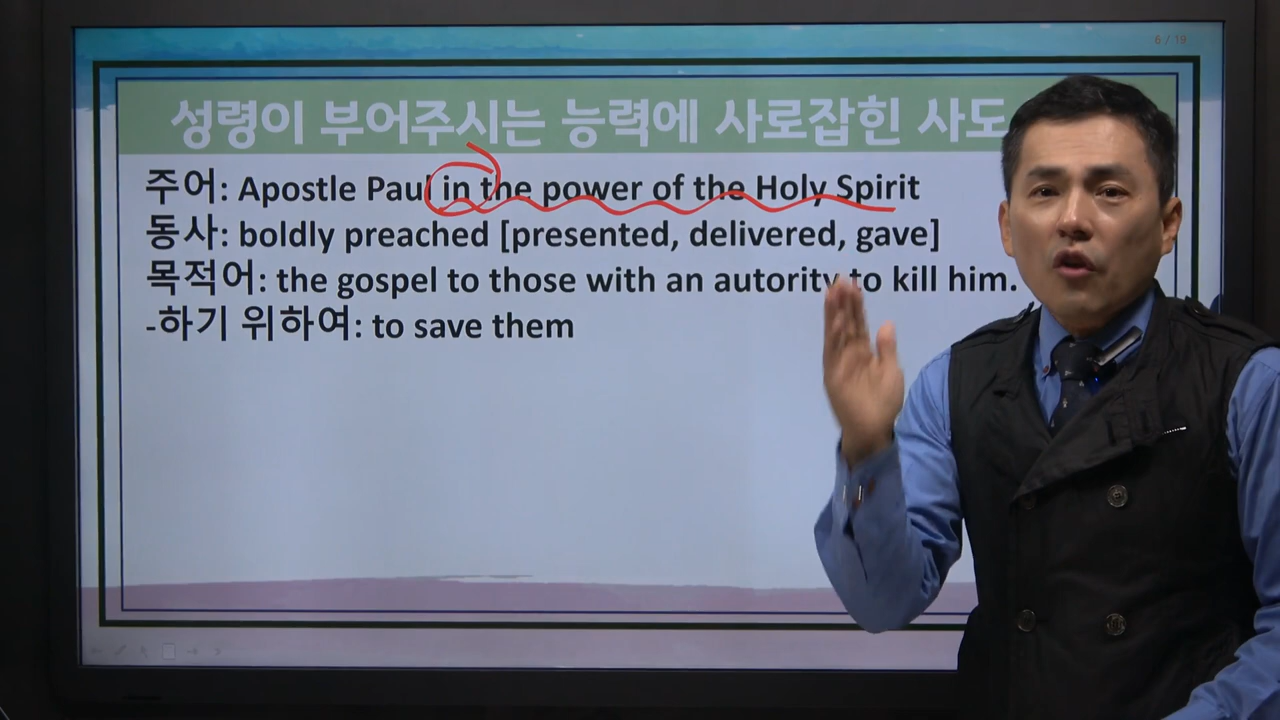 6 / 19
성령이 부어주시는 능력에 사로잡힌 사도
주어: Apostle Paul in the power of the Holy Spirit
동사: boldly preached [presented, delivered, gave]
목적어: the gospel to those with an autority to kill him.
-하기 위하여: to save them